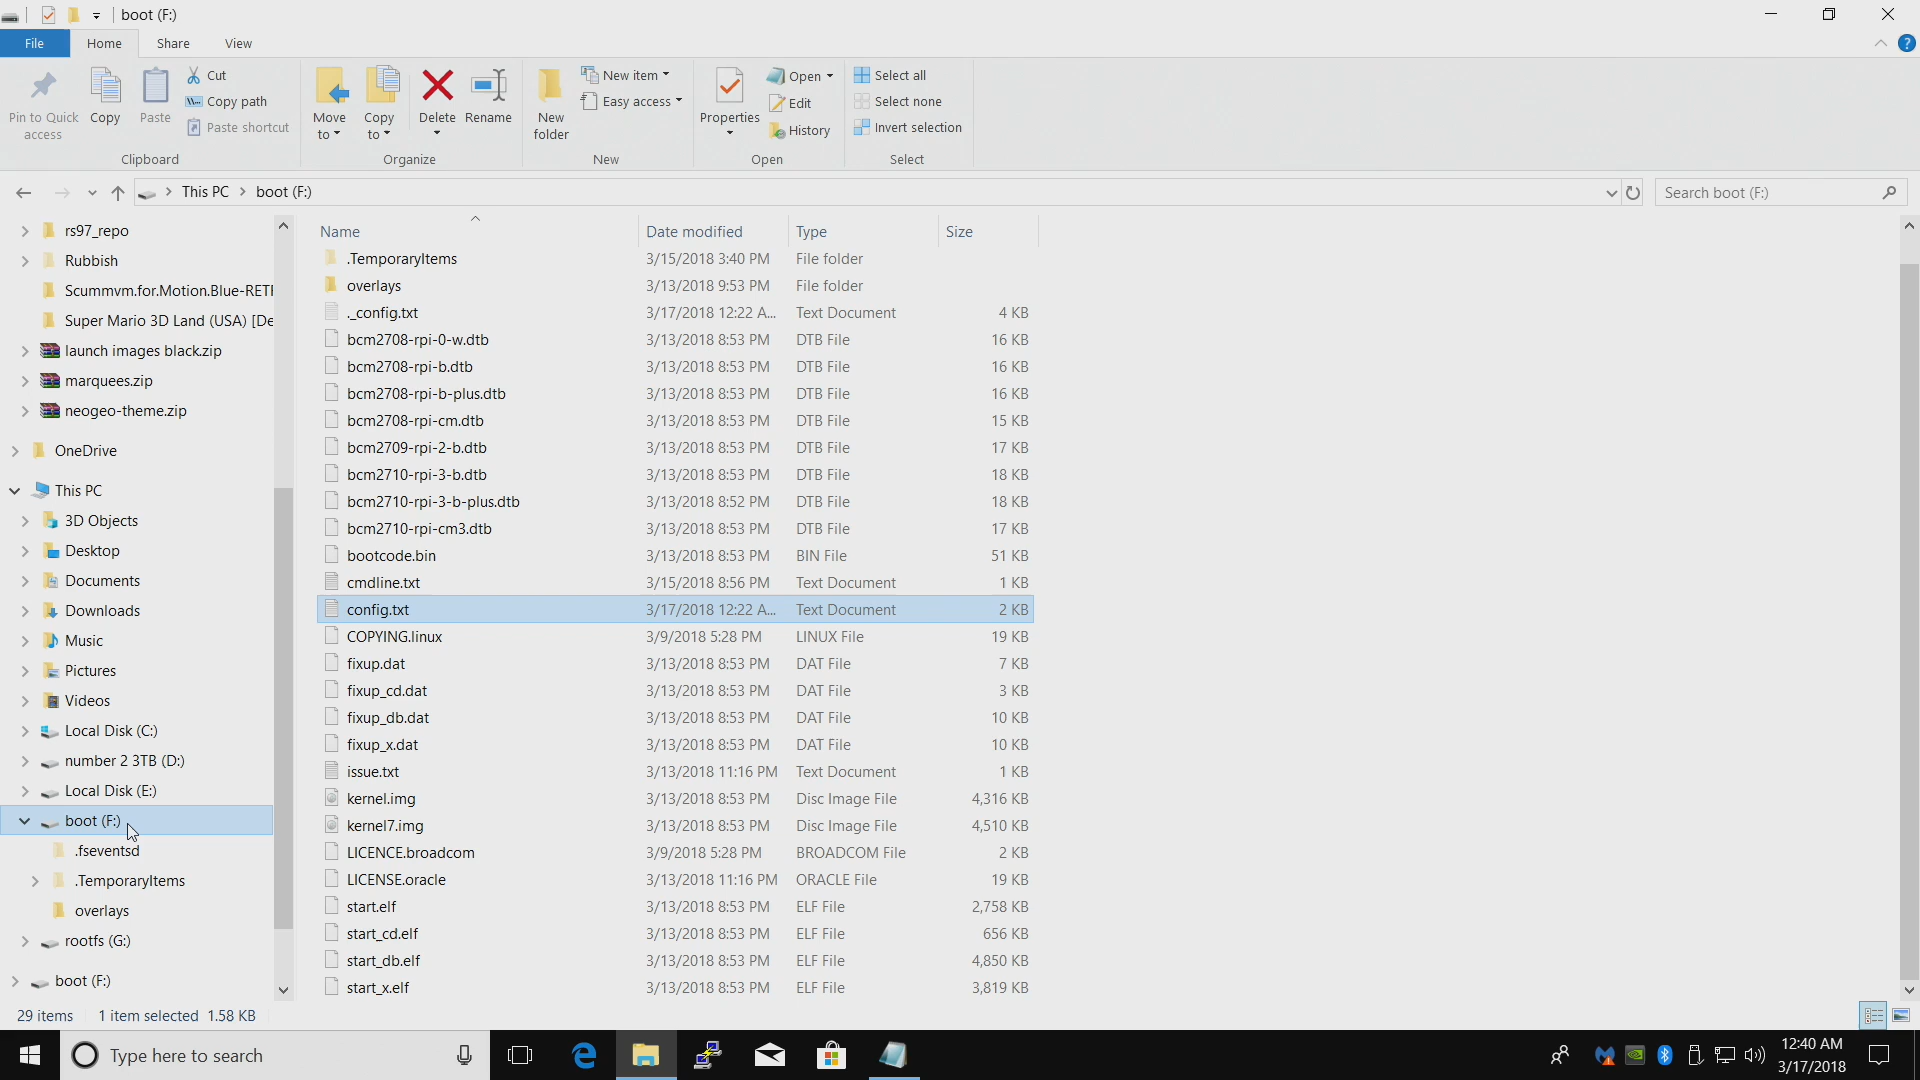 boot (F:)
File Home Share View
Pin to Quick access
Copy
Paste
Cut
Copy path
Paste shortcut
Clipboard
Move to
Copy to
Delete
Rename
Organize
New folder
New item
Easy access
New
Properties
Open
Edit
History
Open
Select all
Select none
Invert selection
Select
This PC > boot (F:)
Search boot (F:)
rs97_repo
Rubbish
Scummvm.for.Motion.Blue-RETI
Super Mario 3D Land (USA) [De
launch images black.zip
marquees.zip
neogeo-theme.zip
OneDrive
This PC
3D Objects
Desktop
Documents
Downloads
Music
Pictures
Videos
Local Disk (C:)
number 2 3TB (D:)
Local Disk (E:)
boot (F:)
.fseventsd
.TemporaryItems
overlays
rootfs (G:)
boot (F:)
Name Date modified Type Size
.TemporaryItems 3/15/2018 3:40 PM File folder
overlays 3/13/2018 9:53 PM File folder
._config.txt 3/17/2018 12:22 A... Text Document 4 KB
bcm2708-rpi-0-w.dtb 3/13/2018 8:53 PM DTB File 16 KB
bcm2708-rpi-b.dtb 3/13/2018 8:53 PM DTB File 16 KB
bcm2708-rpi-b-plus.dtb 3/13/2018 8:53 PM DTB File 16 KB
bcm2708-rpi-cm.dtb 3/13/2018 8:53 PM DTB File 15 KB
bcm2709-rpi-2-b.dtb 3/13/2018 8:53 PM DTB File 17 KB
bcm2710-rpi-3-b.dtb 3/13/2018 8:53 PM DTB File 18 KB
bcm2710-rpi-3-b-plus.dtb 3/13/2018 8:52 PM DTB File 18 KB
bcm2710-rpi-cm3.dtb 3/13/2018 8:53 PM DTB File 17 KB
bootcode.bin 3/13/2018 8:53 PM BIN File 51 KB
cmdline.txt 3/15/2018 8:56 PM Text Document 1 KB
config.txt 3/17/2018 12:22 A... Text Document 2 KB
COPYING.linux 3/9/2018 5:28 PM LINUX File 19 KB
fixup.dat 3/13/2018 8:53 PM DAT File 7 KB
fixup_cd.dat 3/13/2018 8:53 PM DAT File 3 KB
fixup_db.dat 3/13/2018 8:53 PM DAT File 10 KB
fixup_x.dat 3/13/2018 8:53 PM DAT File 10 KB
issue.txt 3/13/2018 11:16 PM Text Document 1 KB
kernel.img 3/13/2018 8:53 PM Disc Image File 4,316 KB
kernel7.img 3/13/2018 8:53 PM Disc Image File 4,510 KB
LICENCE.broadcom 3/9/2018 5:28 PM BROADCOM File 2 KB
LICENSE.oracle 3/13/2018 11:16 PM ORACLE File 19 KB
start.elf 3/13/2018 8:53 PM ELF File 2,758 KB
start_cd.elf 3/13/2018 8:53 PM ELF File 656 KB
start_db.elf 3/13/2018 8:53 PM ELF File 4,850 KB
start_x.elf 3/13/2018 8:53 PM ELF File 3,819 KB
29 items 1 item selected 1.58 KB
Type here to search
12:40 AM
3/17/2018